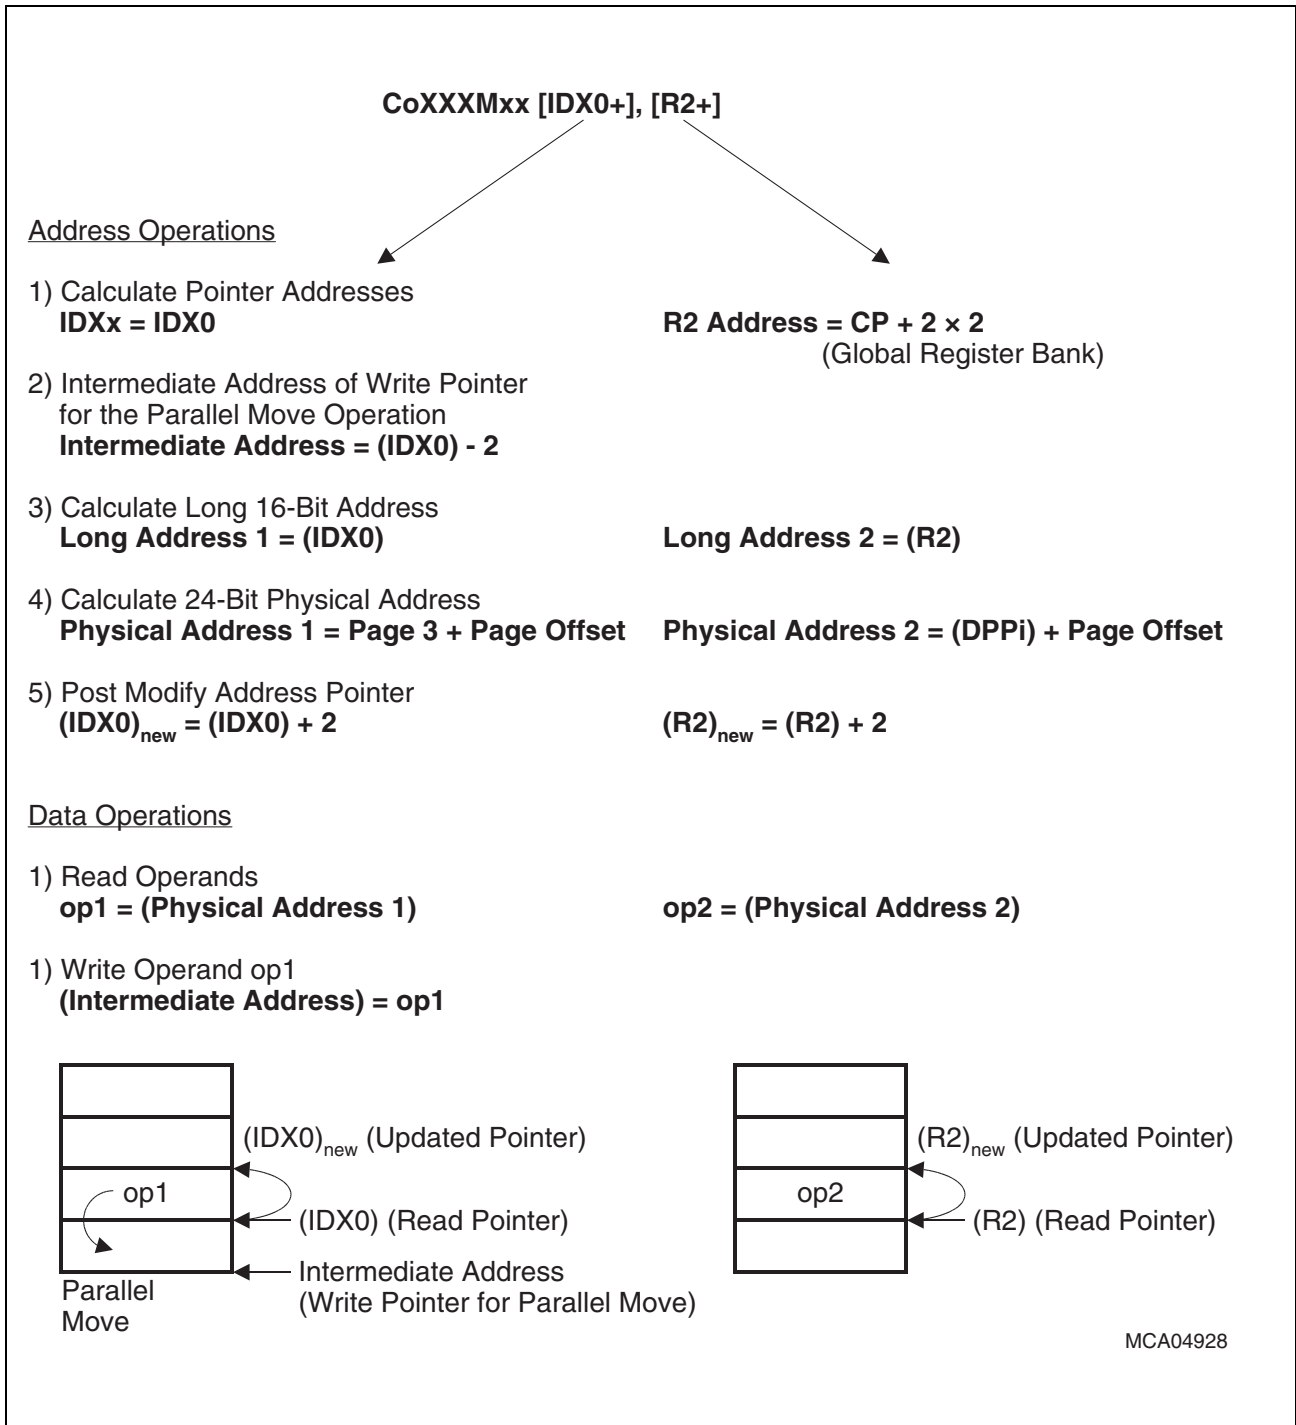 CoXXXMxx [IDX0+], [R2+]
Address Operations
1) Calculate Pointer Addresses
IDXx = IDX0
R2 Address = CP + 2 × 2
(Global Register Bank)
2) Intermediate Address of Write Pointer
for the Parallel Move Operation
Intermediate Address = (IDX0) - 2
3) Calculate Long 16-Bit Address
Long Address 1 = (IDX0)
Long Address 2 = (R2)
4) Calculate 24-Bit Physical Address
Physical Address 1 = Page 3 + Page Offset
Physical Address 2 = (DPPi) + Page Offset
5) Post Modify Address Pointer
(IDX0)new = (IDX0) + 2
(R2)new = (R2) + 2
Data Operations
1) Read Operands
op1 = (Physical Address 1)
op2 = (Physical Address 2)
1) Write Operand op1
(Intermediate Address) = op1
(IDX0)new (Updated Pointer)
op1
(IDX0) (Read Pointer)
Intermediate Address
(Write Pointer for Parallel Move)
Parallel
Move
(R2)new (Updated Pointer)
op2
(R2) (Read Pointer)
MCA04928